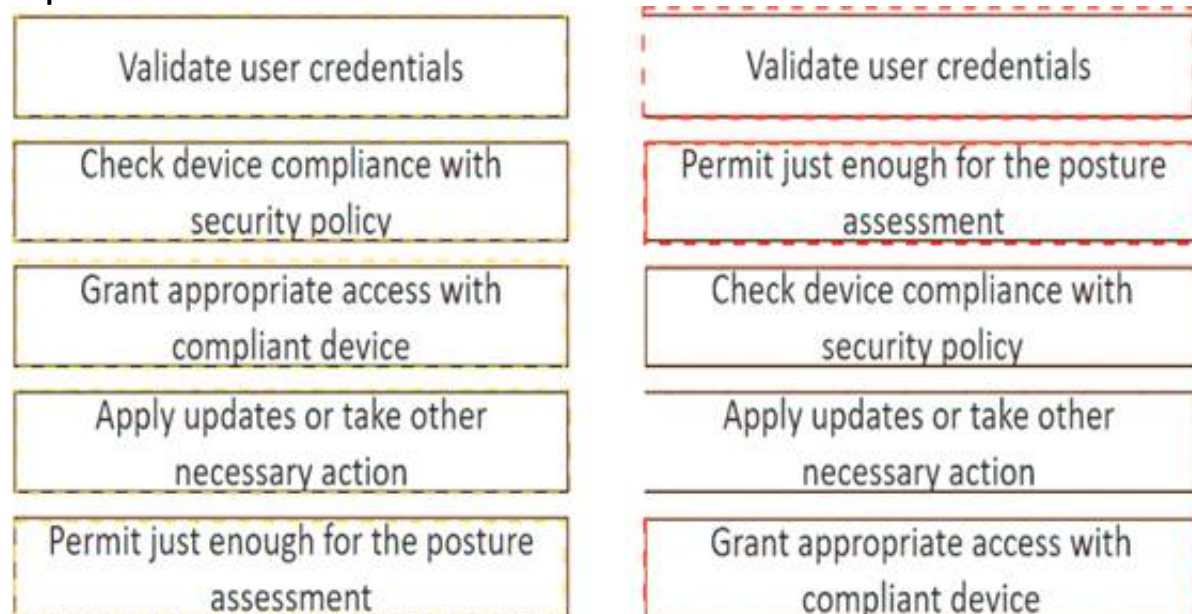 Validate user credentials
Check device compliance with
security policy
Grant appropriate access with
compliant device
Apply updates or take other
necessary action
Permit just enough for the posture
assessment
Validate user credentials
Permit just enough for the posture
assessment
Check device compliance with
security policy
Apply updates or take other
necessary action
Grant appropriate access with
compliant device